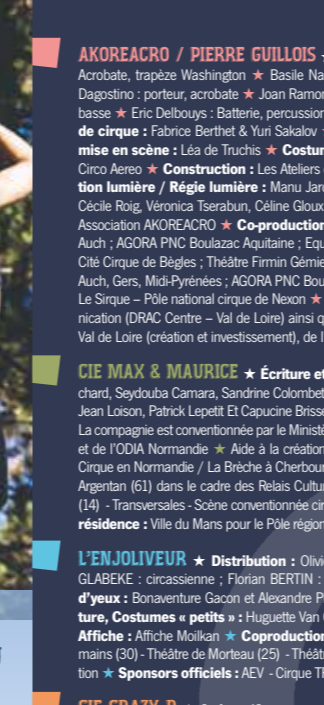 AKOREACRO / PIERRE GUILLOIS ★
Acrobate, trapèze Washington ★ Basile Na
Dagostino : porteur, acrobate ★ Joan Ramon
basse ★ Eric Delbouys : Batterie, percussion
de cirque : Fabrice Berthet & Yuri Sakalov
mise en scène : Léa de Truchis ★ Costum
Circo Aereo ★ Construction : Les Ateliers
tion lumière / Régie lumière : Manu Jar
Cécile Roig, Véronica Tserabun, Céline Gloux
Association AKOREACRO ★ Co-production
Auch ; AGORA PNC Boulazac Aquitaine ; Equ
Cité Cirque de Bègles ; Théâtre Firmin Gémie
Auch, Gers, Midi-Pyrénées ; AGORA PNC Bou
Le Sirque – Pôle national cirque de Nexon ★
nication (DRAC Centre – Val de Loire) ainsi q
Val de Loire (création et investissement), de l
CIE MAX & MAURICE ★ Écriture et
chard, Seydouba Camara, Sandrine Colombet
Jean Loison, Patrick Lepetit Et Capucine Brisse
La compagnie est conventionnée par le Ministè
et de l'ODIA Normandie ★ Aide à la création
Cirque en Normandie / La Brèche à Cherbour
Argentan (61) dans le cadre des Relais Cultur
(14) - Transversales - Scène conventionnée cir
résidence : Ville du Mans pour le Pôle région
L'ENJOLIVEUR ★ Distribution : Olivi
GLABEKE : circassienne ; Florian BERTIN :
d'yeux : Bonaventure Gacon et Alexandre P
ture, Costumes « petits » : Huguette Van
Affiche : Affiche Moilkan ★ Coproduction
mains (30) - Théâtre de Morteau (25) - Théâtr
tion ★ Sponsors officiels : AEV - Cirque Th